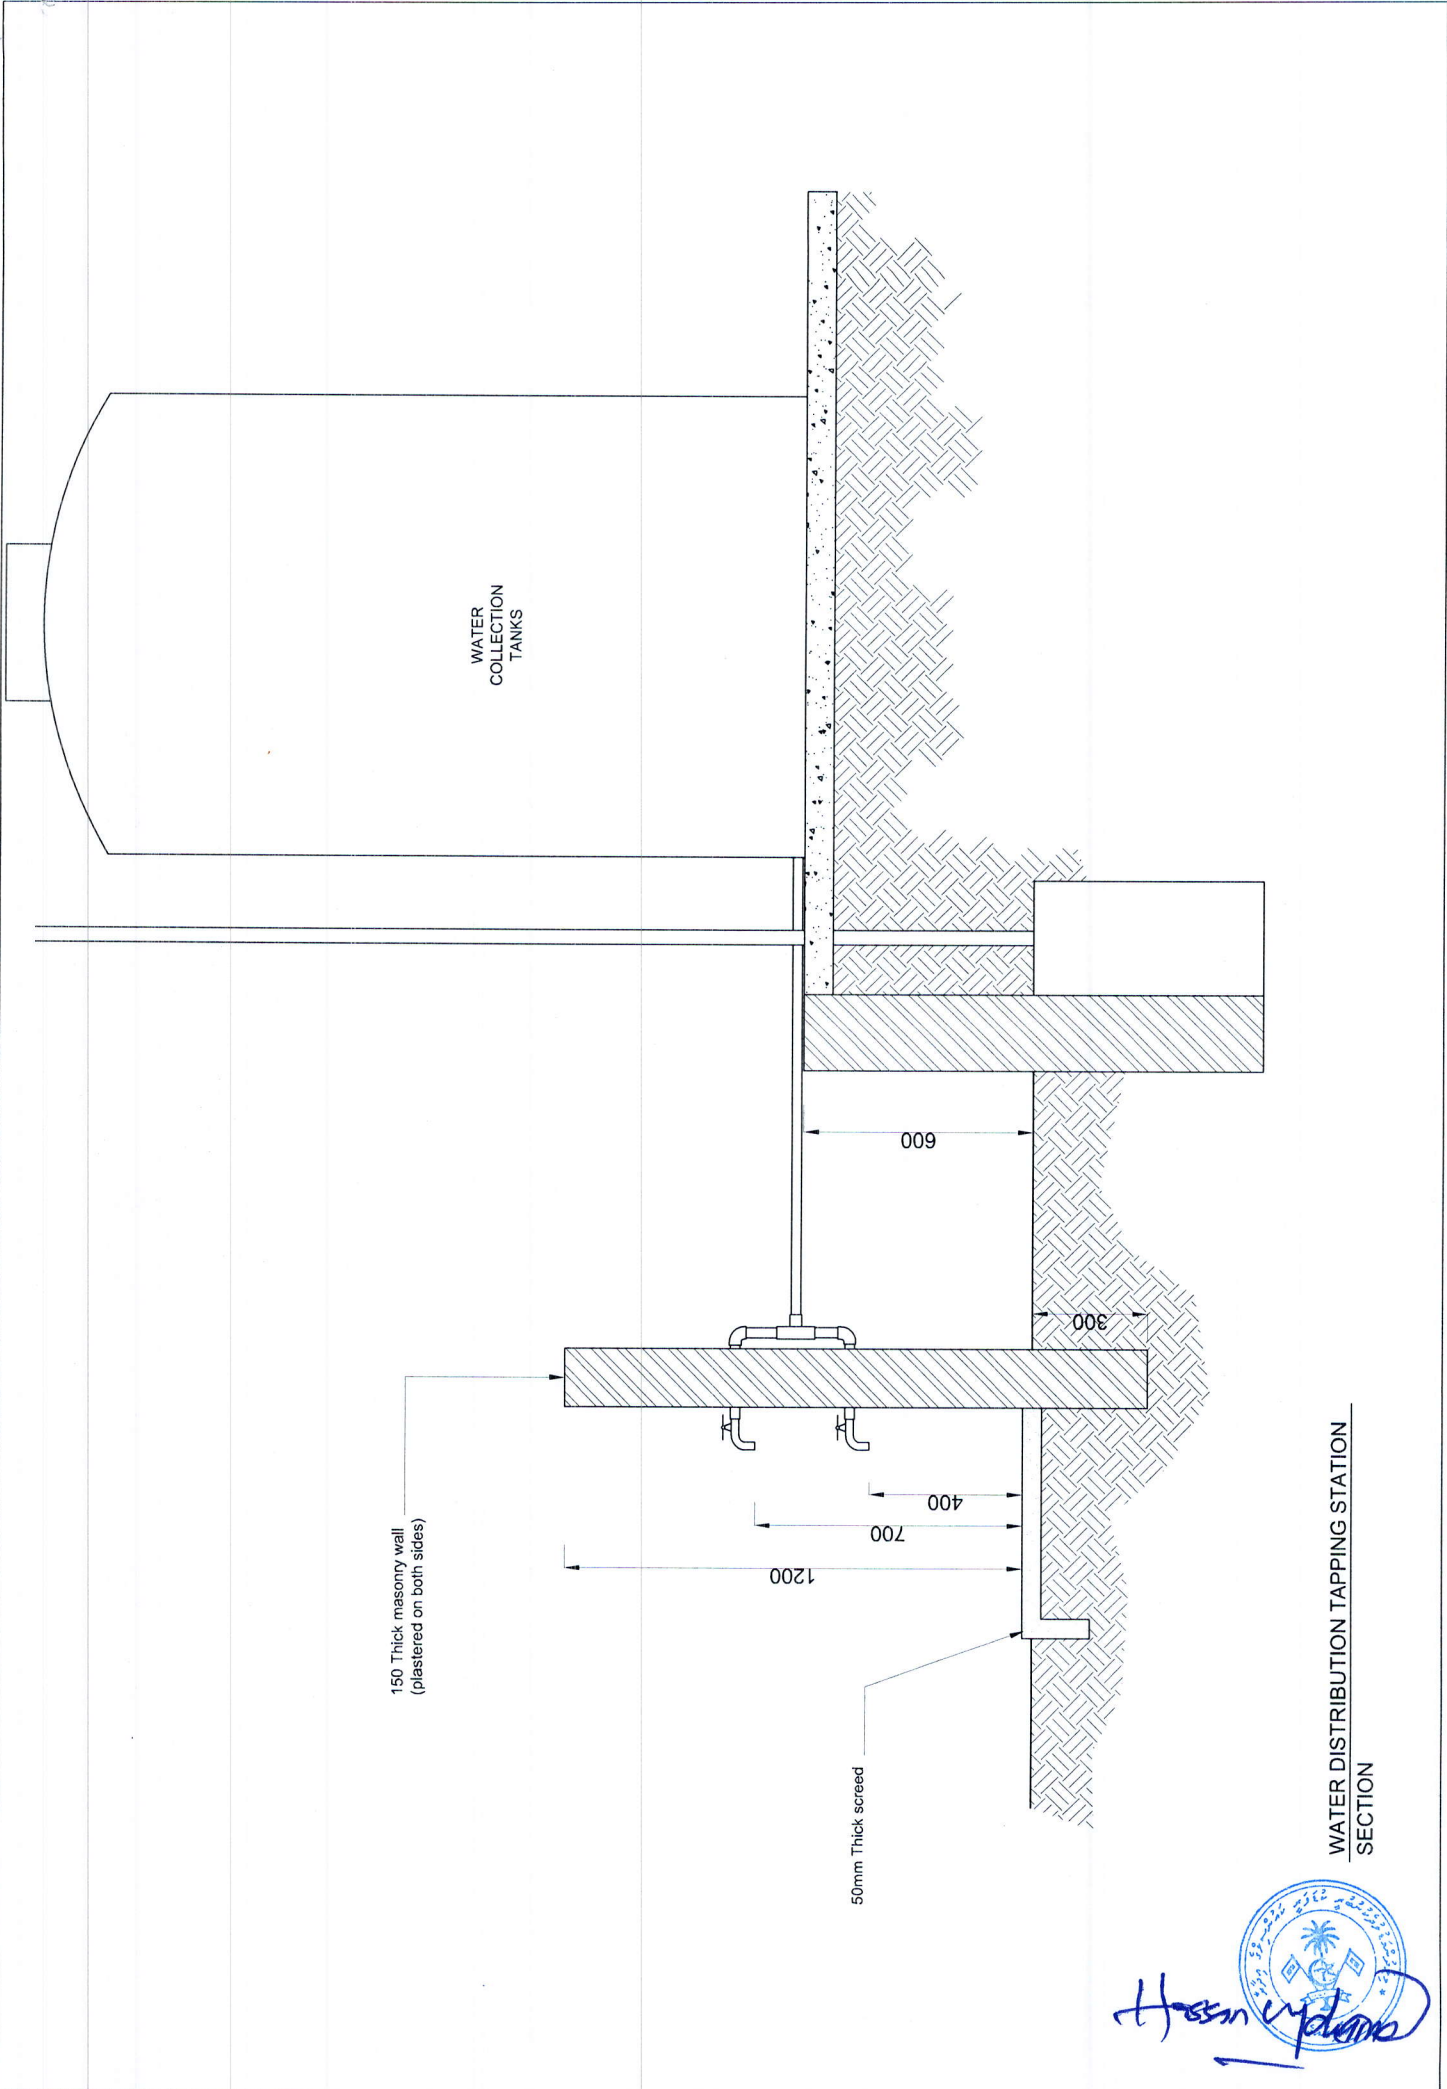 WATER
COLLECTION
TANKS
150 Thick masonry wall
(plastered on both sides)
600
300
400
700
1200
50mm Thick screed
WATER DISTRIBUTION TAPPING STATION
SECTION
Hassan